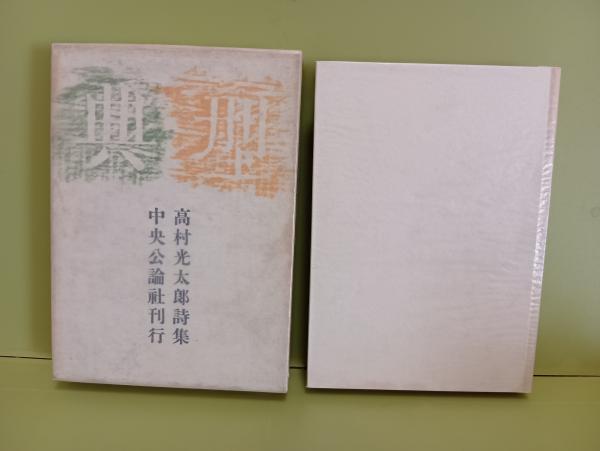 典型
高村光太郎詩集
中央公論社刊行